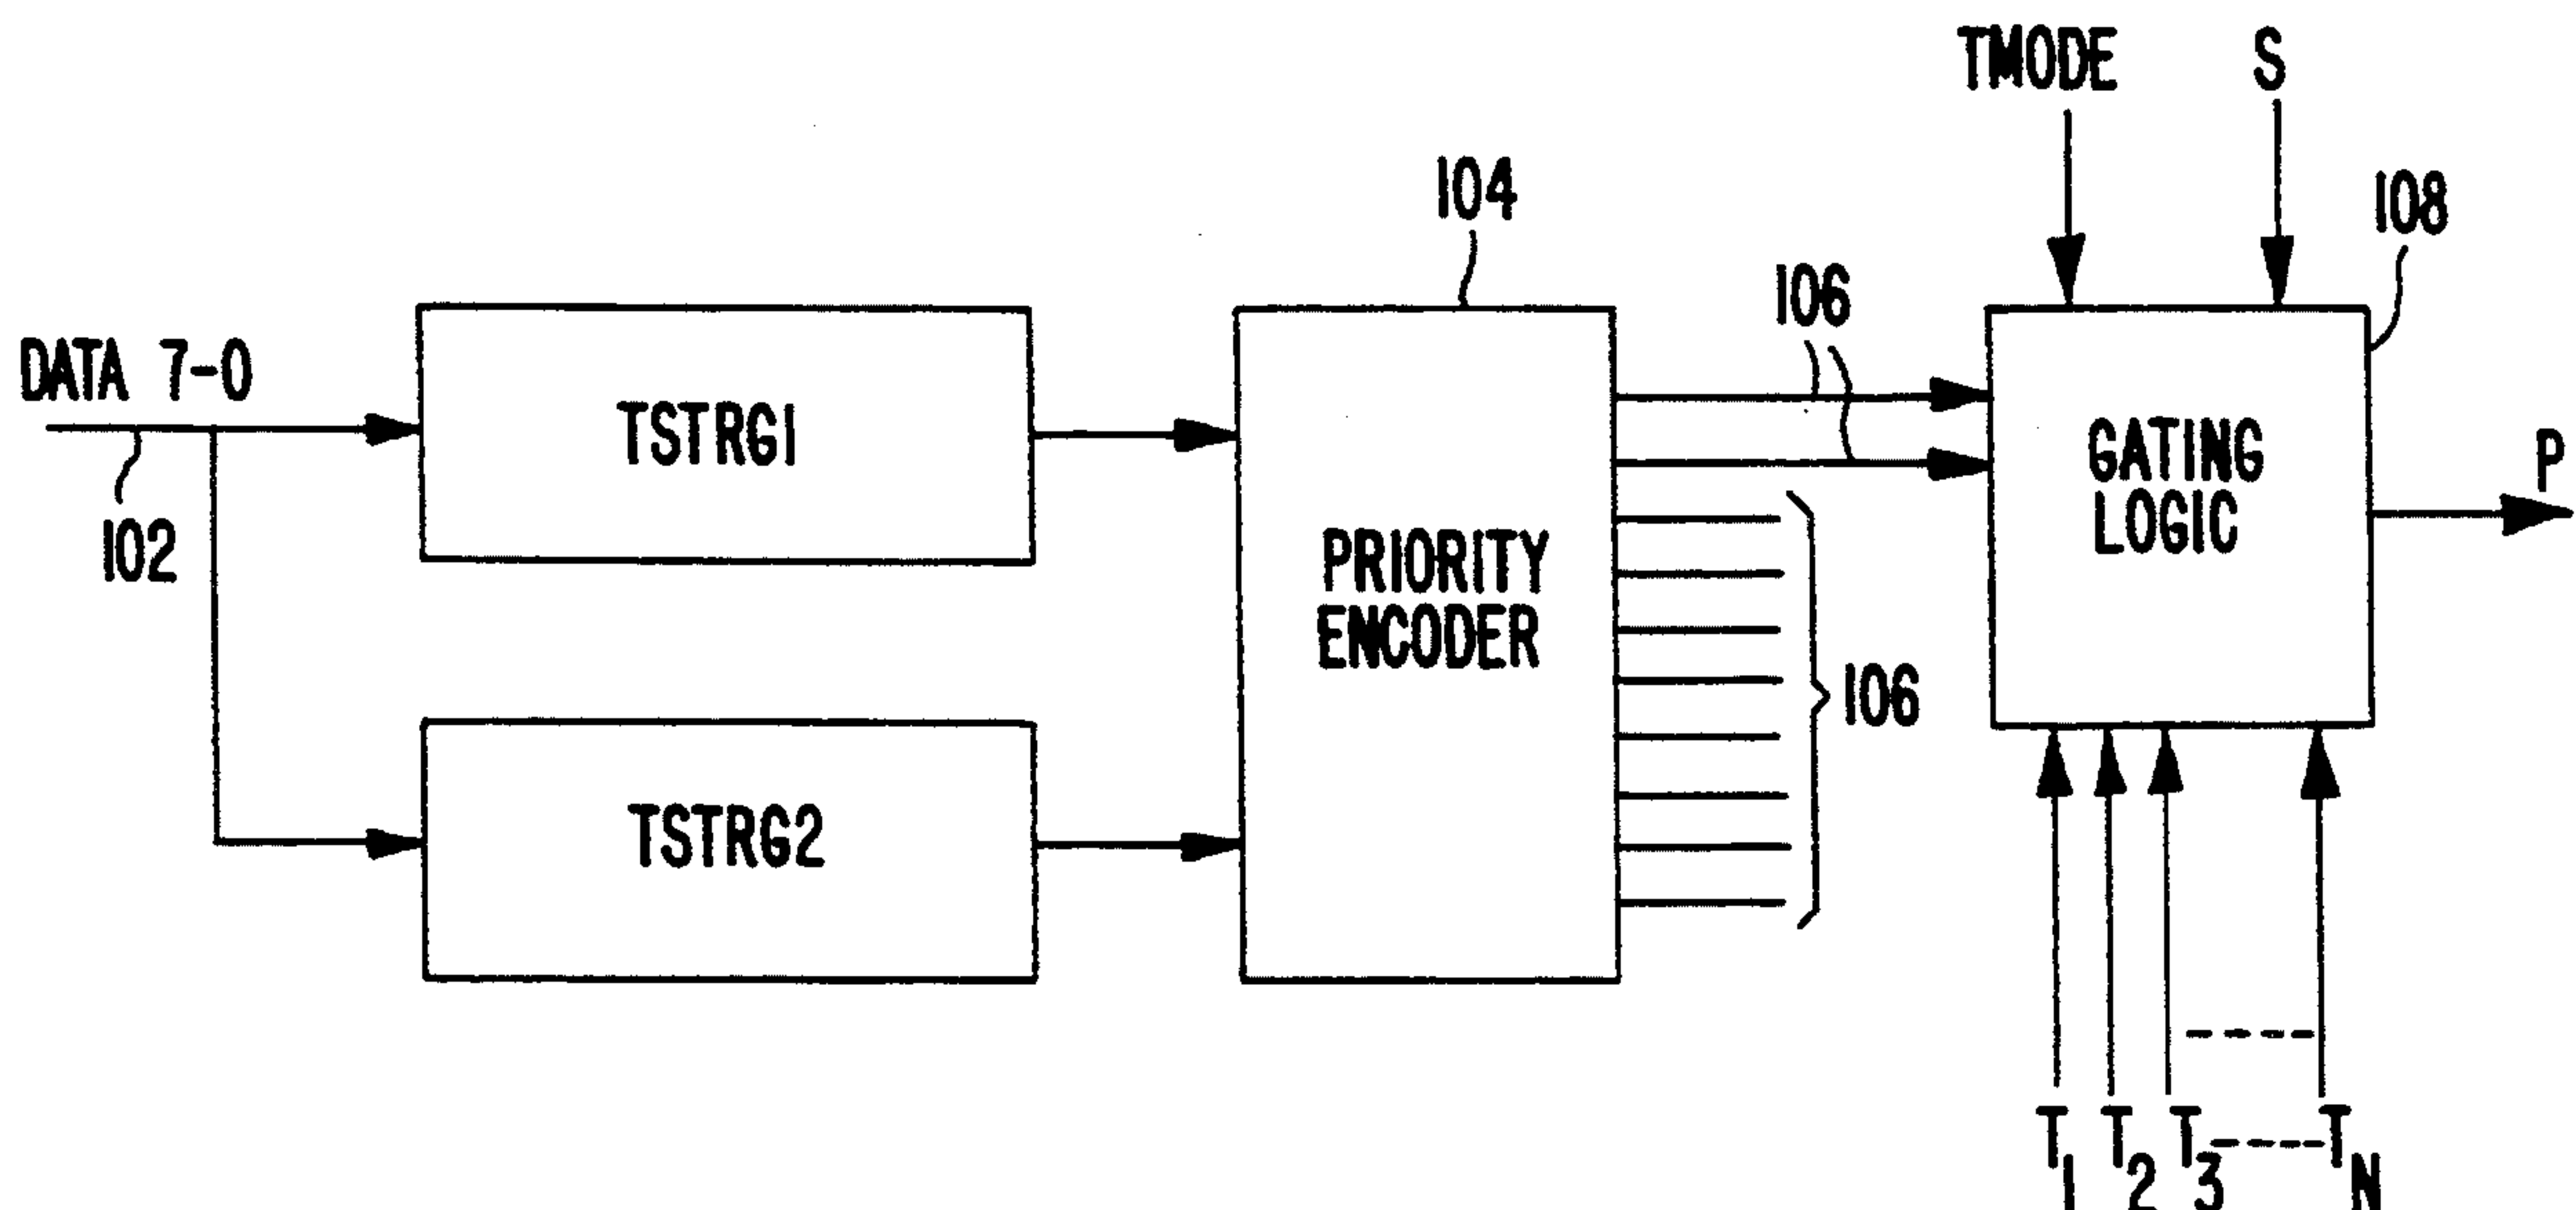 TMODE S
104
108
106
DATA 7-0
TSTRG1
GATING
LOGIC
P
102
PRIORITY
ENCODER
106
TSTRG2
T1 T2 T3-----TN